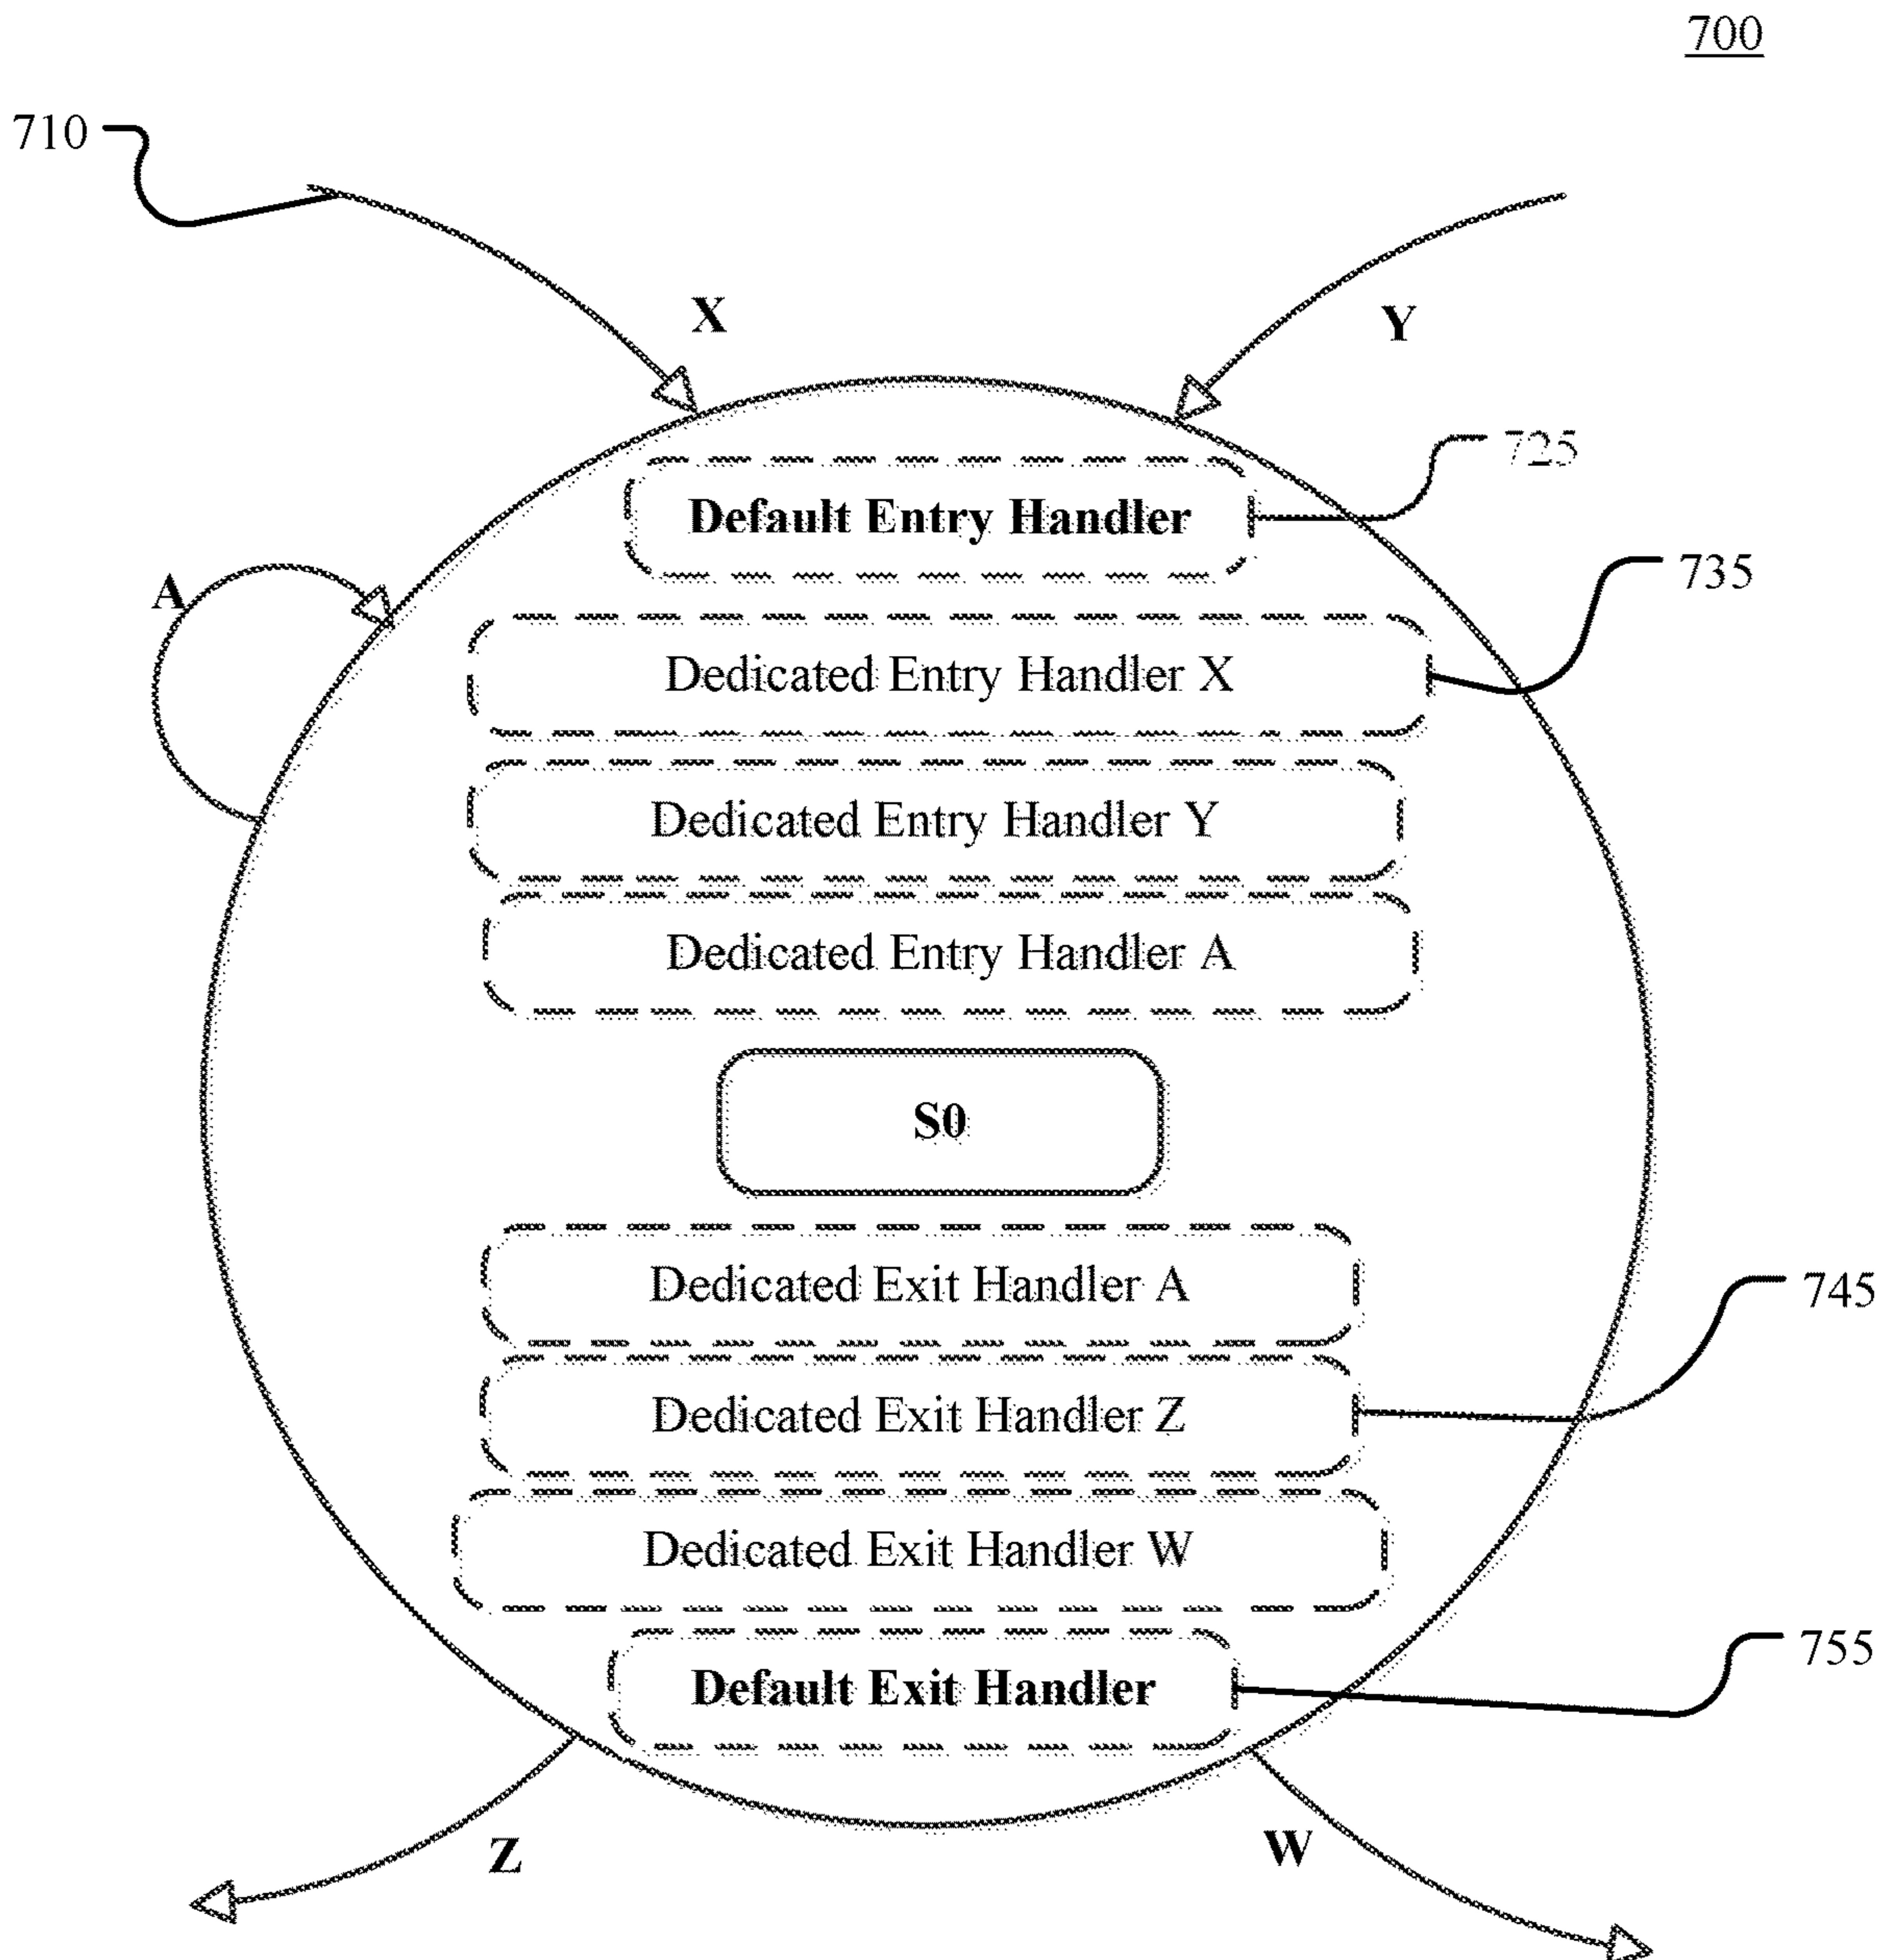 700
710
X
Y
725
Default Entry Handler
735
A
Dedicated Entry Handler X
Dedicated Entry Handler Y
Dedicated Entry Handler A
S0
Dedicated Exit Handler A
745
Dedicated Exit Handler Z
Dedicated Exit Handler W
755
Default Exit Handler
Z
W